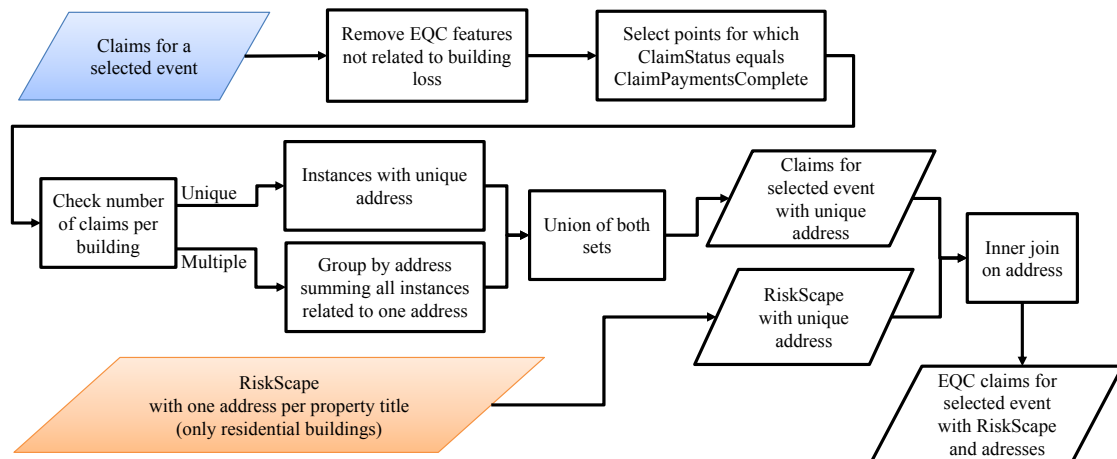 Claims for a
selected event
Remove EQC features
not related to building
loss
Select points for which
ClaimStatus equals
ClaimPaymentsComplete
Check number
of claims per
building
Unique
Multiple
Instances with unique
address
Group by address
summing all instances
related to one address
Union of both
sets
Claims for
selected event
with unique
address
RiskScape
with unique
address
Inner join
on address
RiskScape
with one address per property title
(only residential buildings)
EQC claims for
selected event
with RiskScape
and adresses